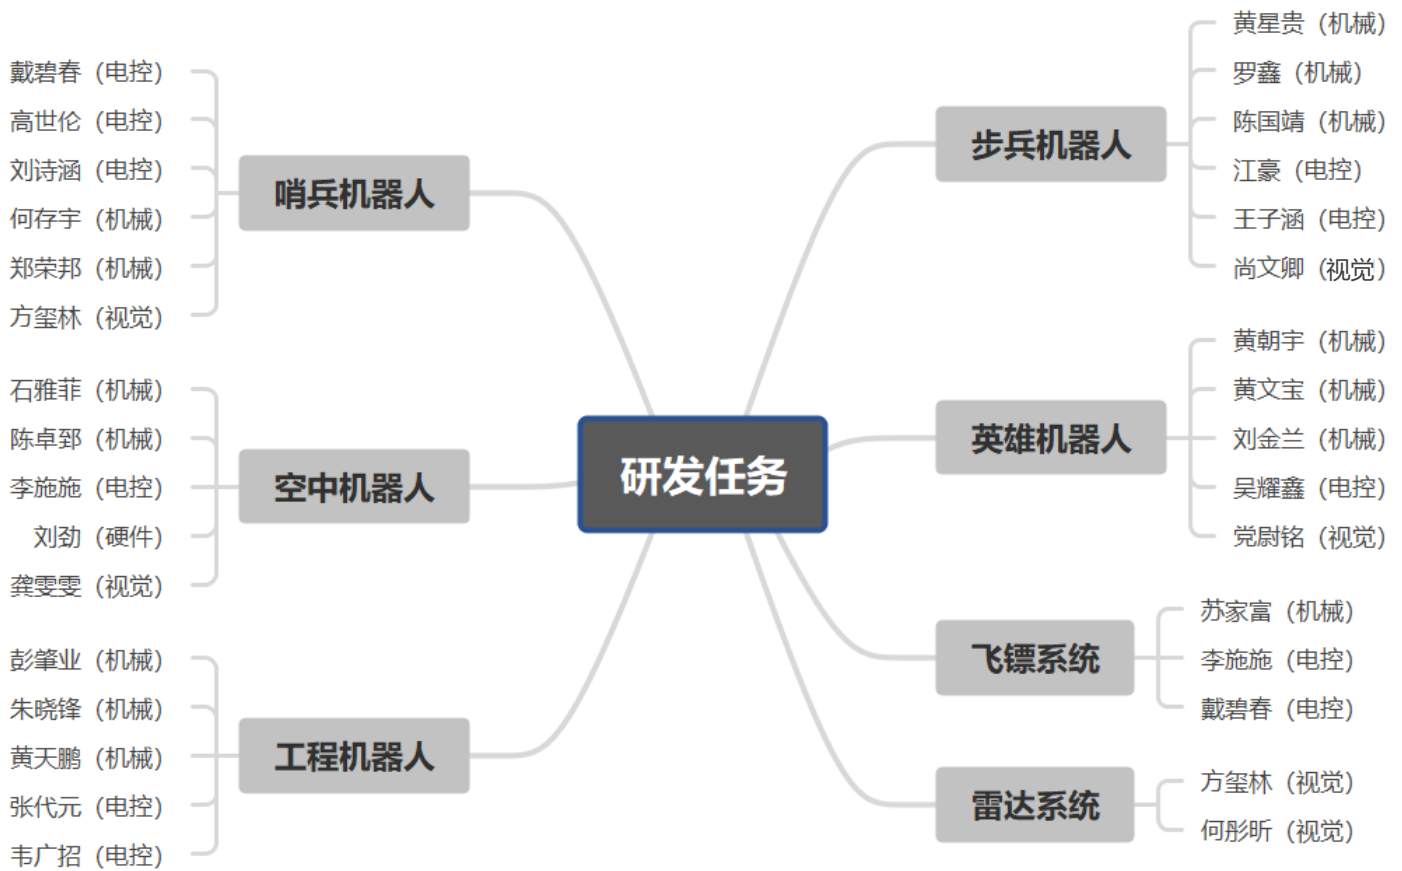 研发任务
哨兵机器人
戴碧春（电控）
高世伦（电控）
刘诗涵（电控）
何存宇（机械）
郑荣邦（机械）
方玺林（视觉）
空中机器人
石雅菲（机械）
陈卓郅（机械）
李施施（电控）
刘劲（硬件）
龚雯雯（视觉）
工程机器人
彭肇业（机械）
朱晓锋（机械）
黄天鹏（机械）
张代元（电控）
韦广招（电控）
步兵机器人
黄星贵（机械）
罗鑫（机械）
陈国靖（机械）
江豪（电控）
王子涵（电控）
尚文卿（视觉）
英雄机器人
黄朝宇（机械）
黄文宝（机械）
刘金兰（机械）
吴耀鑫（电控）
党尉铭（视觉）
飞镖系统
苏家富（机械）
李施施（电控）
戴碧春（电控）
雷达系统
方玺林（视觉）
何彤昕（视觉）